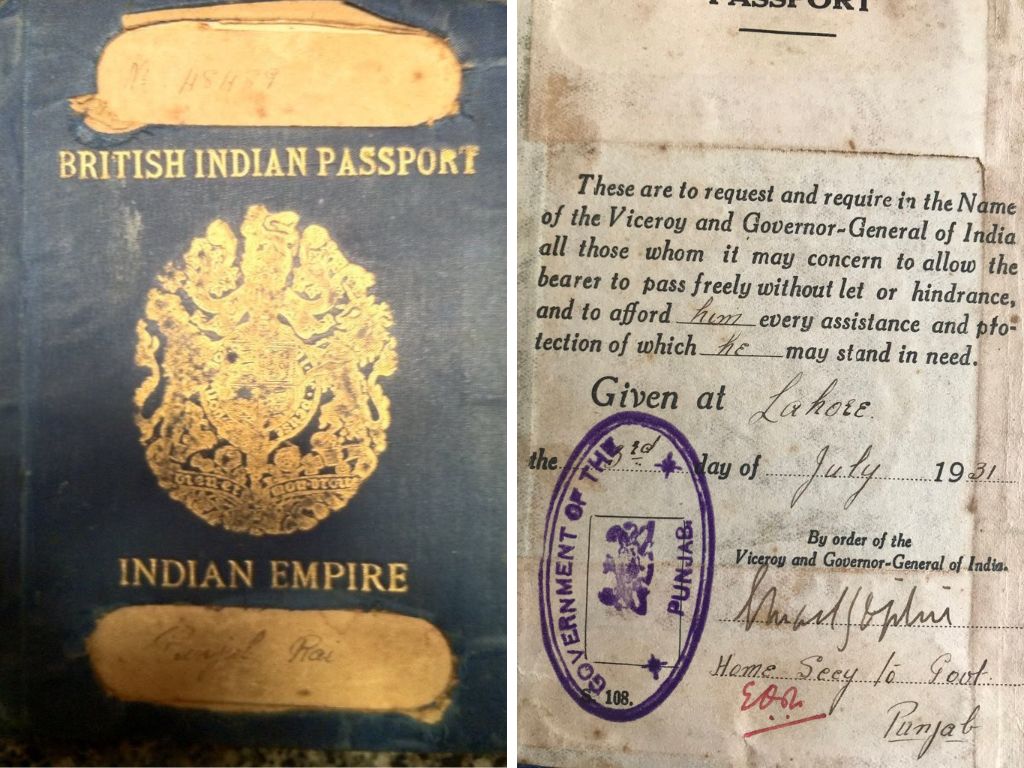 No 48479
BRITISH INDIAN PASSPORT
INDIAN EMPIRE
Rai
PASSPORT
These are to request and require in the Name
of the Viceroy and Governor-General of India
all those whom it may concern to allow the
bearer to pass freely without let or hindrance,
and to afford him every assistance and pro-
tection of which he may stand in need.
Given at Lahore.
the 3rd day of July 1931
By order of the
Viceroy and Governor-General of India.
Home Secy to Govt
Punjab
GOVERNMENT OF THE
PUNJAB.
108.